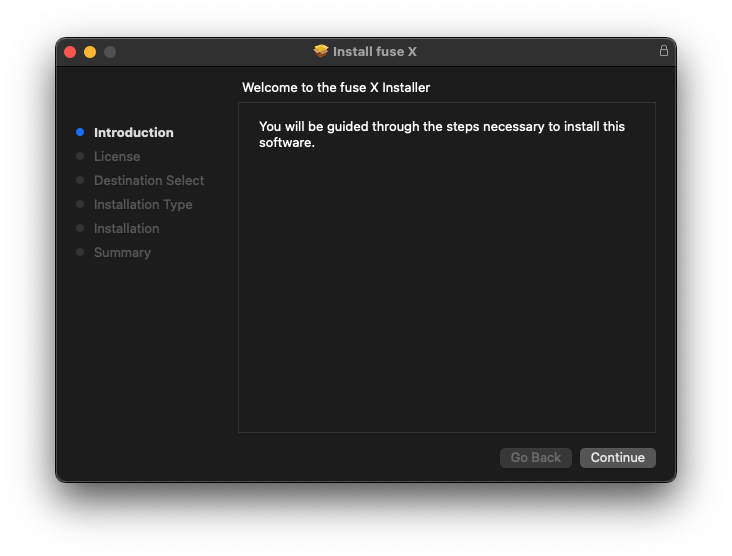 Install fuse X
Welcome to the fuse X Installer
Introduction
License
Destination Select
Installation Type
Installation
Summary
You will be guided through the steps necessary to install this
software.
Go Back
Continue